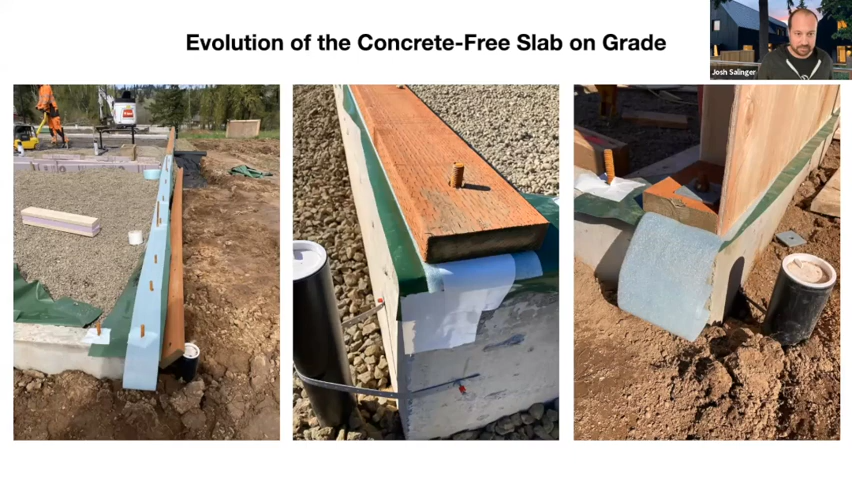 Evolution of the Concrete-Free Slab on Grade
Josh Salinger